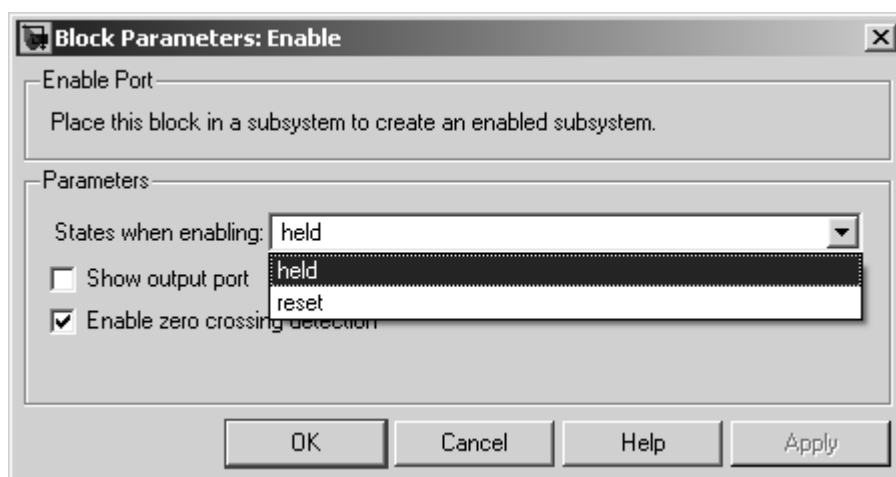 Block Parameters: Enable
Enable Port
Place this block in a subsystem to create an enabled subsystem.
Parameters
States when enabling: held
held
reset
Show output port
Enable zero crossing detection
OK Cancel Help Apply